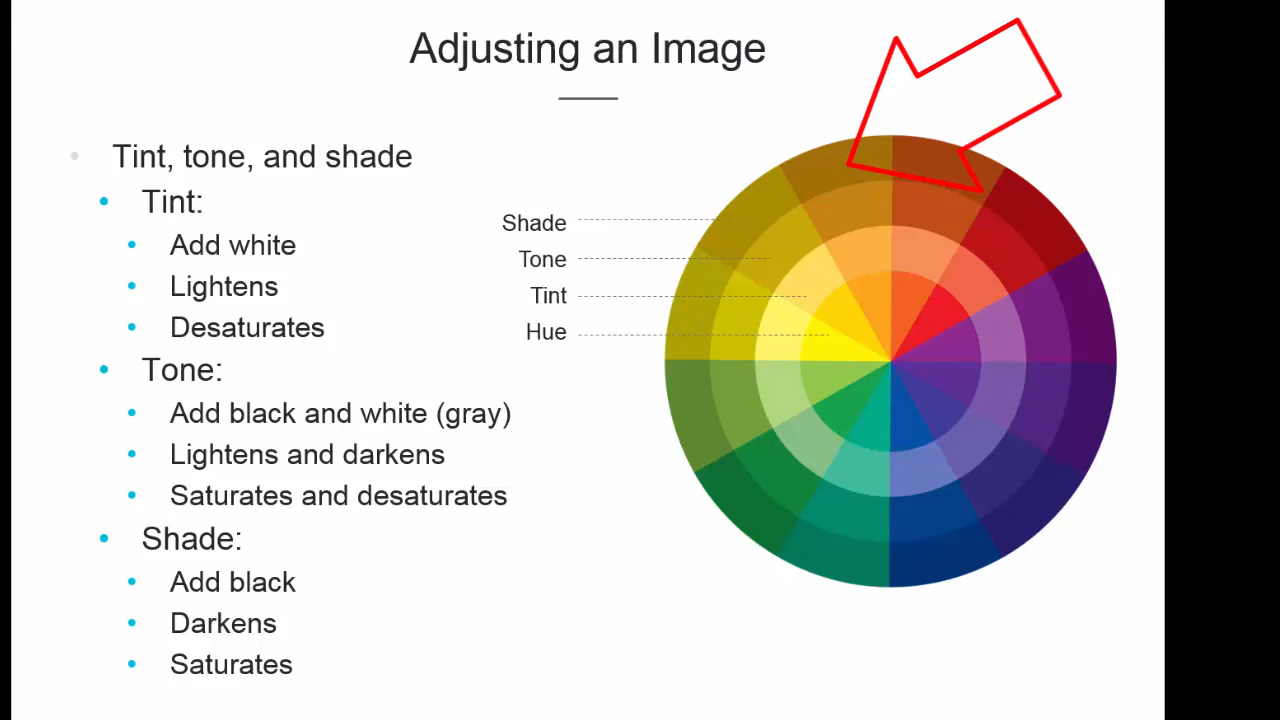 Adjusting an Image
Tint, tone, and shade
Tint:
Add white
Lightens
Desaturates
Tone:
Add black and white (gray)
Lightens and darkens
Saturates and desaturates
Shade:
Add black
Darkens
Saturates
Shade
Tone
Tint
Hue